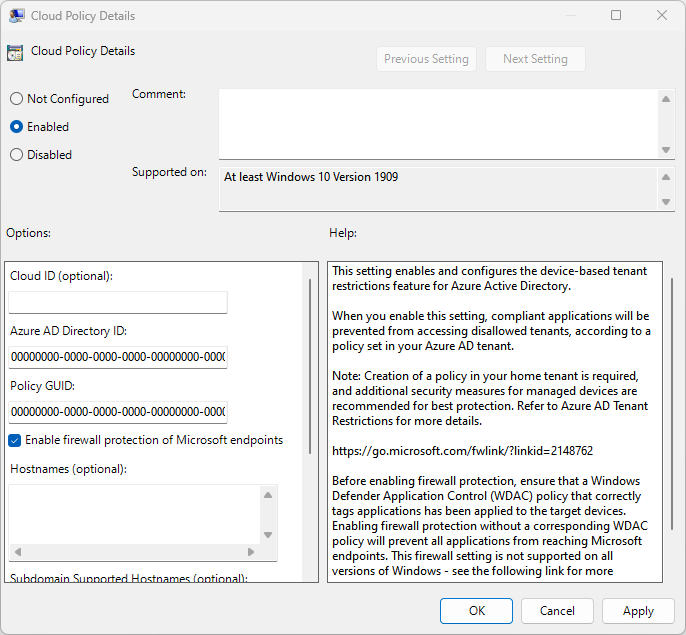 Cloud Policy Details
Cloud Policy Details
Previous Setting
Next Setting
Not Configured
Enabled
Disabled
Comment:
Supported on:
At least Windows 10 Version 1909
Options:
Help:
Cloud ID (optional):
Azure AD Directory ID:
00000000-0000-0000-0000-00000000-000
Policy GUID:
00000000-0000-0000-0000-00000000-000
Enable firewall protection of Microsoft endpoints
Hostnames (optional):
Subdomain Supported Hostnames (optional):
This setting enables and configures the device-based tenant
restrictions feature for Azure Active Directory.
When you enable this setting, compliant applications will be
prevented from accessing disallowed tenants, according to a
policy set in your Azure AD tenant.
Note: Creation of a policy in your home tenant is required,
and additional security measures for managed devices are
recommended for best protection. Refer to Azure AD Tenant
Restrictions for more details.
https://go.microsoft.com/fwlink/?linkid=2148762
Before enabling firewall protection, ensure that a Windows
Defender Application Control (WDAC) policy that correctly
tags applications has been applied to the target devices.
Enabling firewall protection without a corresponding WDAC
policy will prevent all applications from reaching Microsoft
endpoints. This firewall setting is not supported on all
versions of Windows - see the following link for more
OK
Cancel
Apply